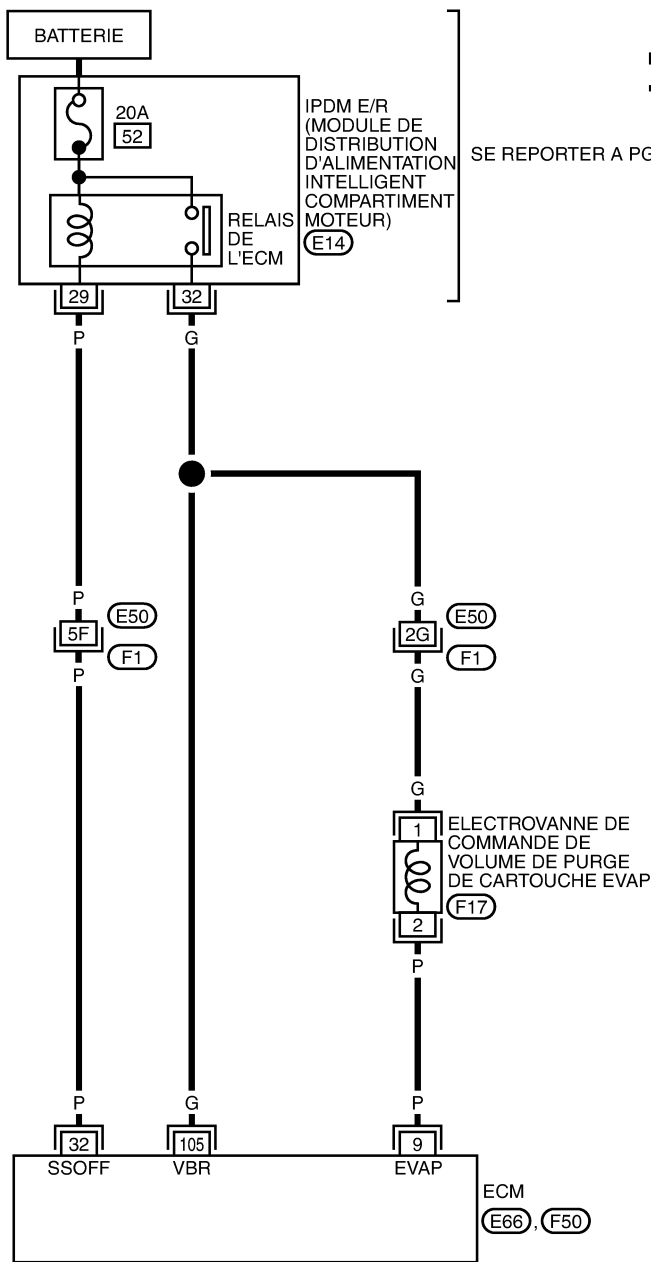 BATTERIE
20A
52
IPDM E/R
(MODULE DE
DISTRIBUTION
D'ALIMENTATION
INTELLIGENT
COMPARTIMENT
MOTEUR)
E14
SE REPORTER A PG
RELAIS
DE
L'ECM
29
32
P
G
P
G
5F
E50
F1
2G
E50
F1
P
G
G
1
ELECTROVANNE DE
COMMANDE DE
VOLUME DE PURGE
DE CARTOUCHE EVAP
F17
2
P
P
G
P
32
105
9
SSOFF
VBR
EVAP
ECM
E66 , F50